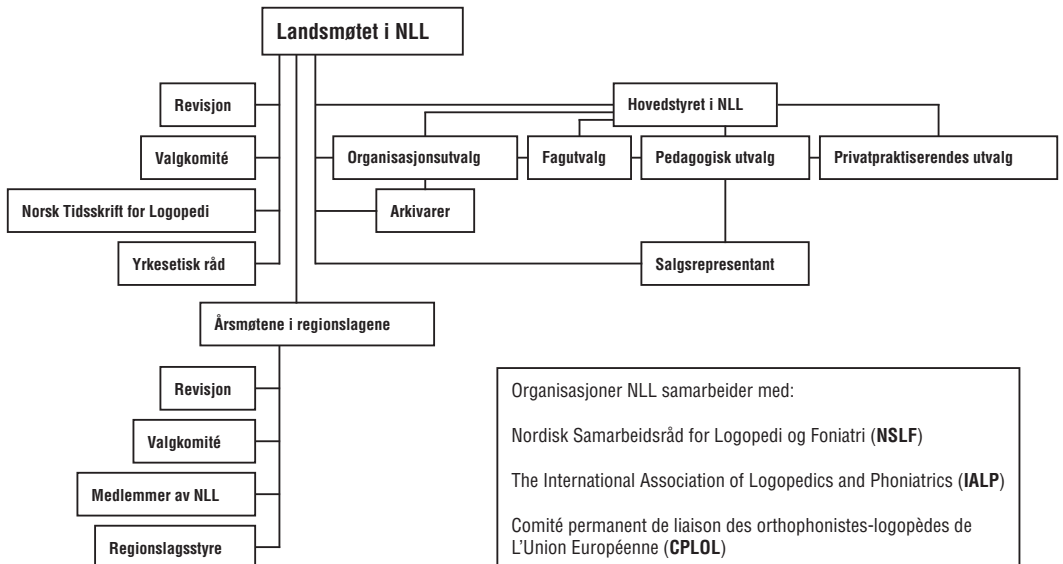 Landsmøtet i NLL
Revisjon
Hovedstyret i NLL
Valgkomité
Organisasjonsutvalg
Fagutvalg
Pedagogisk utvalg
Privatpraktiserendes utvalg
Norsk Tidsskrift for Logopedi
Arkivarer
Yrkesetisk råd
Salgsrepresentant
Årsmøtene i regionslagene
Revisjon
Valgkomité
Medlemmer av NLL
Regionslagsstyre
Organisasjoner NLL samarbeider med:
Nordisk Samarbeidsråd for Logopedi og Foniatri (NSLF)
The International Association of Logopedics and Phoniatrics (IALP)
Comité permanent de liaison des orthophonistes-logopèdes de
L'Union Européenne (CPLOL)